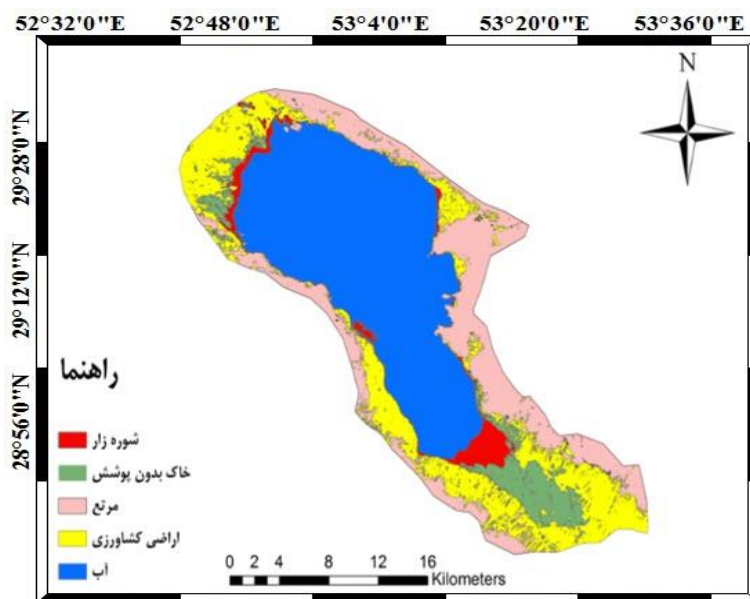 52°32'0"E 52°48'0"E 53°4'0"E 53°20'0"E 53°36'0"E
N
29°28'0"N
29°12'0"N
28°56'0"N
راهنما
شوره زار
خاک بدون پوشش
مرتع
اراضی کشاورزی
آب
0 2 4 8 12 16
Kilometers